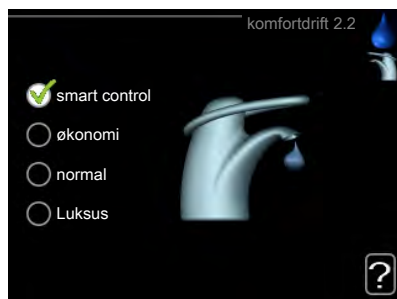 komfortdrift 2.2
smart control
økonomi
normal
Luksus
?